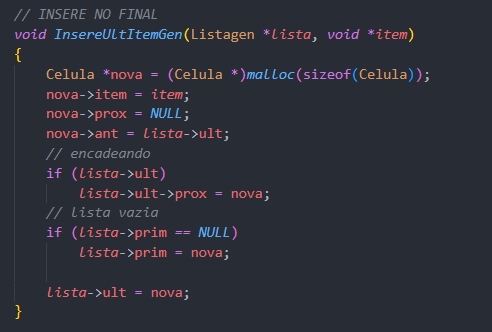 // INSERE NO FINAL
void InsereUltItemGen(Listagen *lista, void *item)
{
    Celula *nova = (Celula *)malloc(sizeof(Celula));
    nova->item = item;
    nova->prox = NULL;
    nova->ant = lista->ult;
    // encadeando
    if (lista->ult)
        lista->ult->prox = nova;
    // lista vazia
    if (lista->prim == NULL)
        lista->prim = nova;
    lista->ult = nova;
}